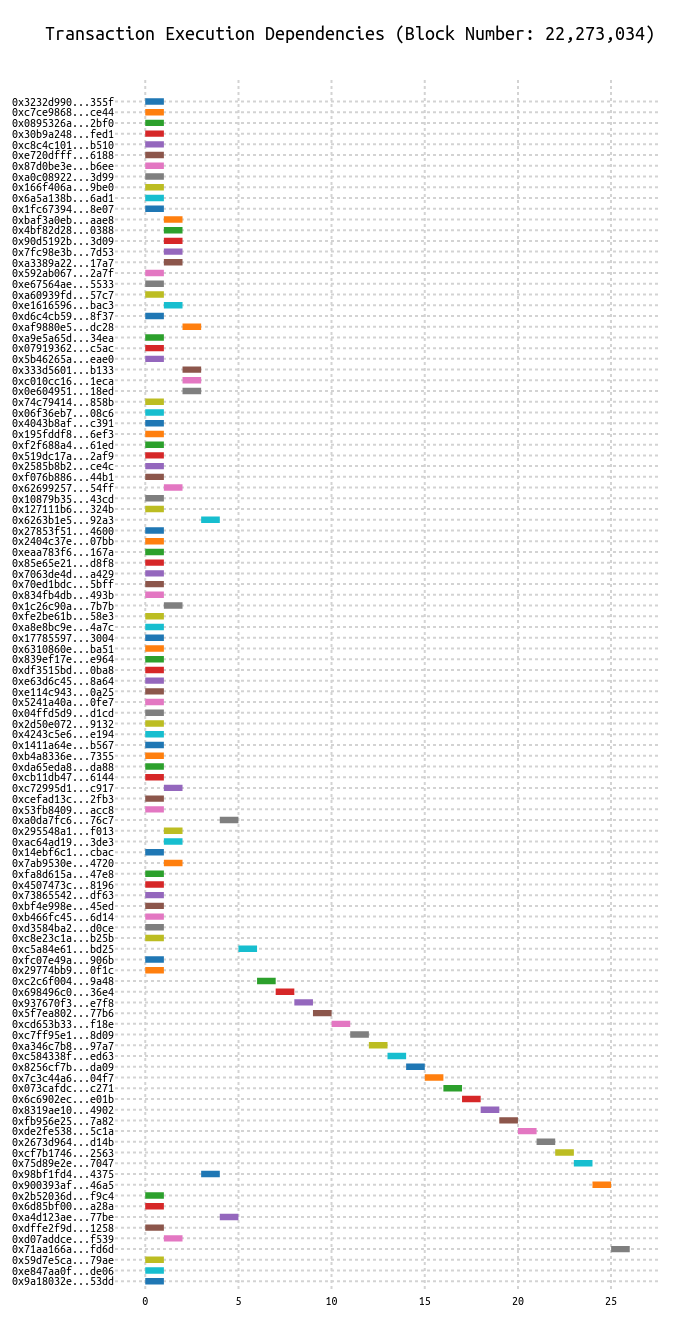 Transaction Execution Dependencies (Block Number: 22,273,034)
0x3232d990...355f
0xc7ce9868...ce44
0x0895326a...2bf0
0x30b9a248...fed1
0xc8c4c101...b510
0xe720dfff...6188
0x87d0be3e...b6ee
0xa0c08922...3d99
0x166f406a...9be0
0x6a5a138b...6ad1
0x1fc67394...8e07
0xbaf3a0eb...aae8
0x4bf82d28...0388
0x90d5192b...3d09
0x7fc98e3b...7d53
0xa3389a22...17a7
0x592ab067...2a7f
0xe67564ae...5533
0xa60939fd...57c7
0xe1616596...bac3
0xd6c4cb59...8f37
0xaf9880e5...dc28
0xa9e5a65d...34ea
0x07919362...c5ac
0x5b46265a...eae0
0x333d5601...b133
0xc010cc16...1eca
0x0e604951...18ed
0x74c79414...858b
0x06f36eb7...08c6
0x4043b8af...c391
0x195fddf8...6ef3
0xf2f688a4...61ed
0x519dc17a...2af9
0x2585b8b2...ce4c
0xf076b886...44b1
0x62699257...54ff
0x10879b35...43cd
0x127111b6...324b
0x6263b1e5...92a3
0x27853f51...4600
0x2404c37e...07bb
0xeaa783f6...167a
0x85e65e21...d8f8
0x7063de4d...a429
0x70ed1bdc...5bff
0x834fb4db...493b
0x1c26c90a...7b7b
0xfe2be61b...58e3
0xa8e8bc9e...4a7c
0x17785597...3004
0x6310860e...ba51
0x839ef17e...e964
0xdf3515bd...0ba8
0xe63d6c45...8a64
0xe114c943...0a25
0x5241a40a...0fe7
0x04ffd5d9...d1cd
0x2d50e072...9132
0x4243c5e6...e194
0x1411a64e...b567
0xb4a8336e...7355
0xda65eda8...da88
0xcb11db47...6144
0xc72995d1...c917
0xcefad13c...2fb3
0x53fb8409...acc8
0xa0da7fc6...76c7
0x295548a1...f013
0xac64ad19...3de3
0x14ebf6c1...cbac
0x7ab9530e...4720
0xfa8d615a...47e8
0x4507473c...8196
0x73865542...df63
0xbf4e998e...45ed
0xb466fc45...6d14
0xd3584ba2...d0ce
0xc8e23c1a...b25b
0xc5a84e61...bd25
0xfc07e49a...906b
0x29774bb9...0f1c
0xc2c6f004...9a48
0x698496c0...36e4
0x937670f3...e7f8
0x5f7ea802...77b6
0xcd653b33...f18e
0xc7ff95e1...8d09
0xa346c7b8...97a7
0xc584338f...ed63
0x8256cf7b...da09
0x7c3c44a6...04f7
0x073cafdc...c271
0x6c6902ec...e01b
0x8319ae10...4902
0xfb956e25...7a82
0xde2fe538...5c1a
0x2673d964...d14b
0xcf7b1746...2563
0x75d89e2e...7047
0x98bf1fd4...4375
0x900393af...46a5
0x2b52036d...f9c4
0x6d85bf00...a28a
0xa4d123ae...77be
0xdffe2f9d...1258
0xd07addce...f539
0x71aa166a...fd6d
0x59d7e5ca...79ae
0xe847aa0f...de06
0x9a18032e...53dd
0 5 10 15 20 25